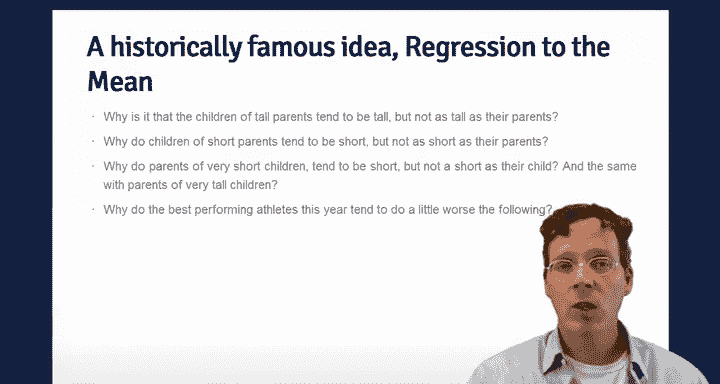 A historically famous idea, Regression to the
Mean
· Why is it that the children of tall parents tend to be tall, but not as tall as their parents?
· Why do children of short parents tend to be short, but not as short as their parents?
· Why do parents of very short children, tend to be short, but not a short as their child? And the same
with parents of very tall children?
· Why do the best performing athletes this year tend to do a little worse the following?